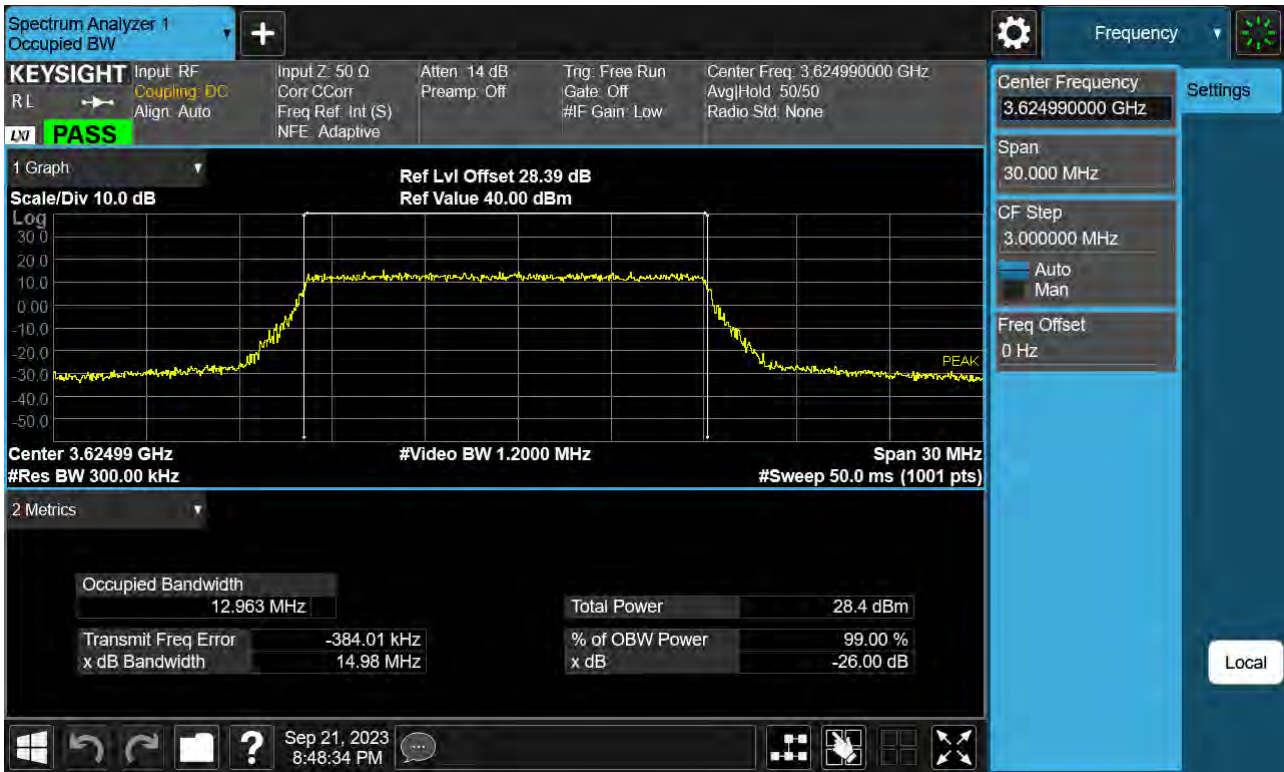 Spectrum Analyzer 1
Occupied BW
Frequency
KEYSIGHT
RL
LXI
PASS
Input: RF
Coupling: DC
Align: Auto
Input Z: 50 Ω
Corr CCorr
Freq Ref: Int (S)
NFE: Adaptive
Atten: 14 dB
Preamp: Off
Trig: Free Run
Gate: Off
#IF Gain: Low
Center Freq: 3.624990000 GHz
Avg|Hold: 50/50
Radio Std: None
Center Frequency
3.624990000 GHz
Settings
Span
30.000 MHz
CF Step
3.000000 MHz
Auto
Man
Freq Offset
0 Hz
1 Graph
Scale/Div 10.0 dB
Ref Lvl Offset 28.39 dB
Ref Value 40.00 dBm
Log
30.0
20.0
10.0
0.00
-10.0
-20.0
-30.0
-40.0
-50.0
PEAK
Center 3.62499 GHz
#Video BW 1.2000 MHz
Span 30 MHz
#Res BW 300.00 kHz
#Sweep 50.0 ms (1001 pts)
2 Metrics
Occupied Bandwidth
12.963 MHz
Total Power 28.4 dBm
Transmit Freq Error -384.01 kHz
% of OBW Power 99.00 %
x dB Bandwidth 14.98 MHz
x dB -26.00 dB
Local
?
Sep 21, 2023
8:48:34 PM